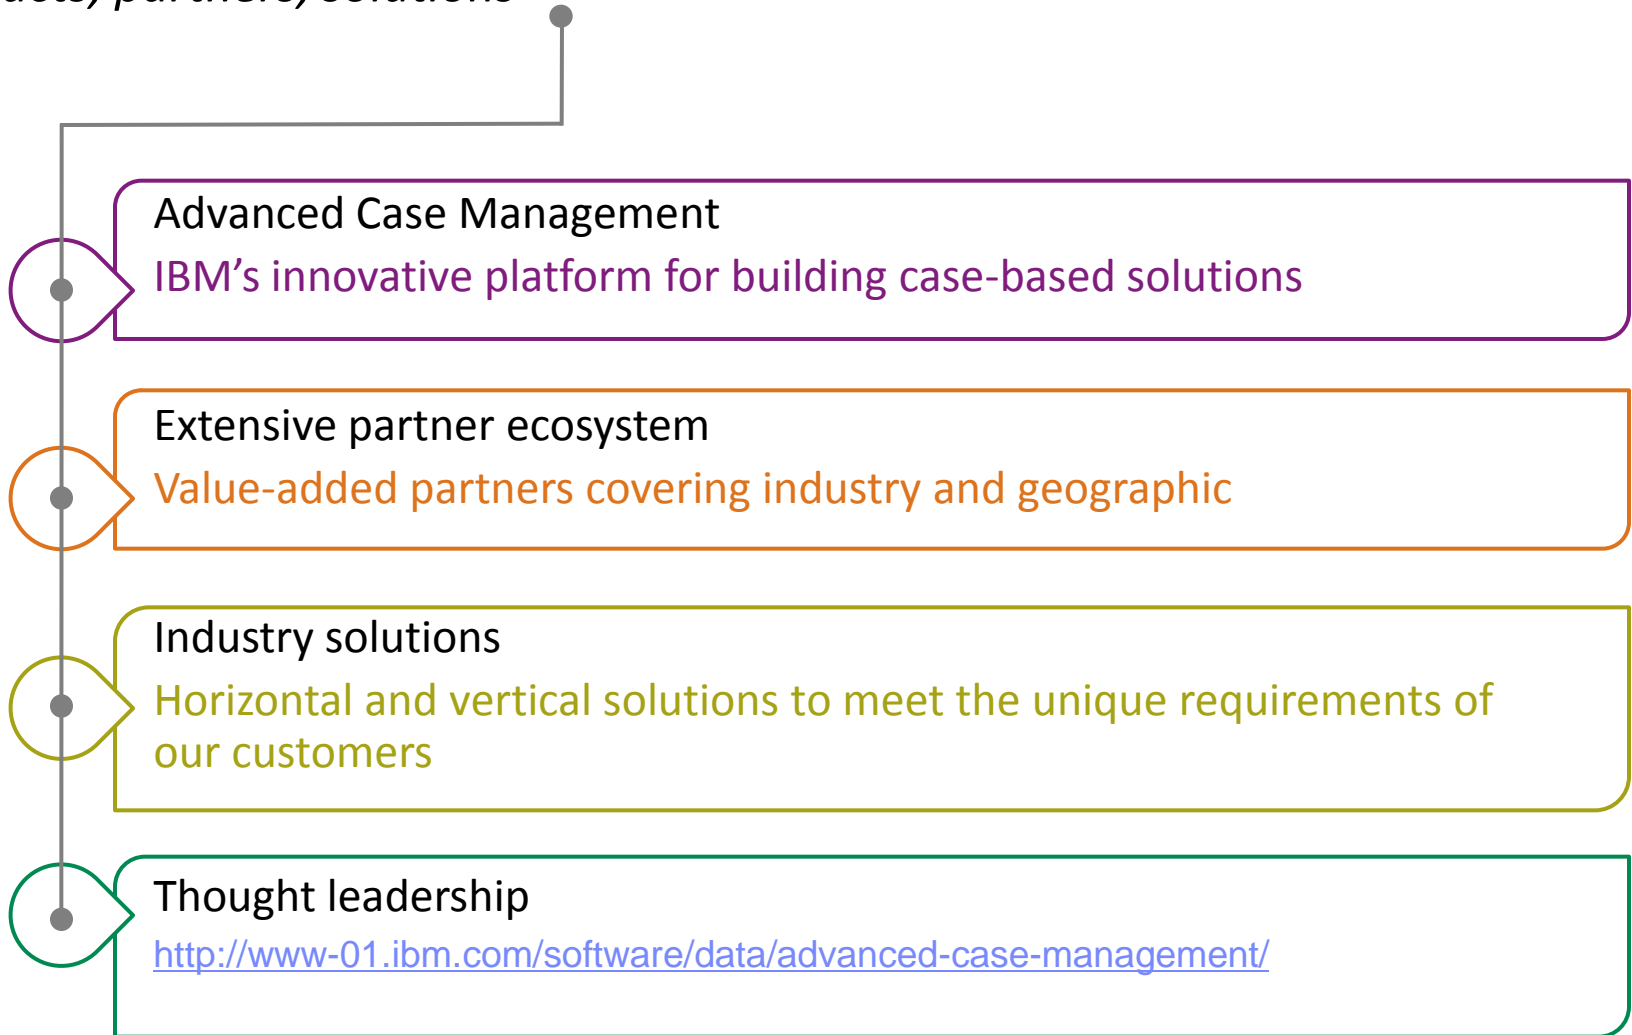 partners, solutions
Advanced Case Management
IBM’s innovative platform for building case-based solutions
Extensive partner ecosystem
Value-added partners covering industry and geographic
Industry solutions
Horizontal and vertical solutions to meet the unique requirements of
our customers
Thought leadership
http://www-01.ibm.com/software/data/advanced-case-management/